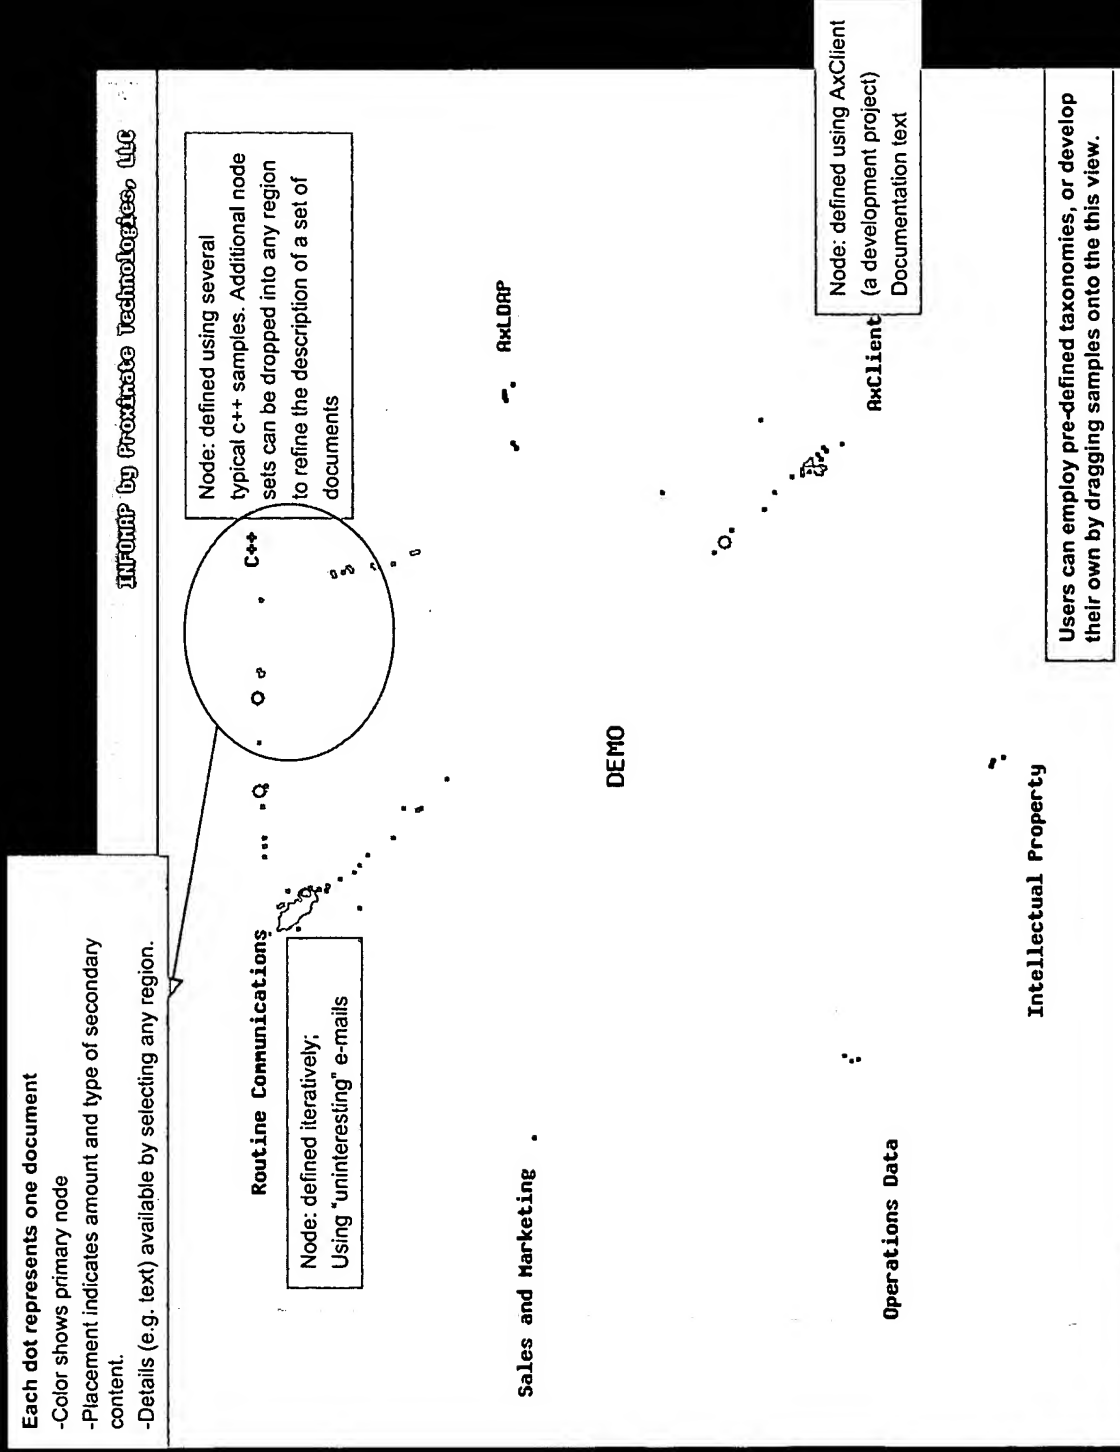 Each dot represents one document
-Color shows primary node
-Placement indicates amount and type of secondary
content.
-Details (e.g. text) available by selecting any region.
INFOMAP by Proximate Technologies, LLC
Node: defined using several
typical c++ samples. Additional node
sets can be dropped into any region
to refine the description of a set of
documents
Routine Communications
C++
Node: defined iteratively;
Using "uninteresting" e-mails
AxLDAP
Sales and Marketing
DEMO
Node: defined using AxClient
(a development project)
Documentation text
AxClient
Operations Data
Intellectual Property
Users can employ pre-defined taxonomies, or develop
their own by dragging samples onto the this view.